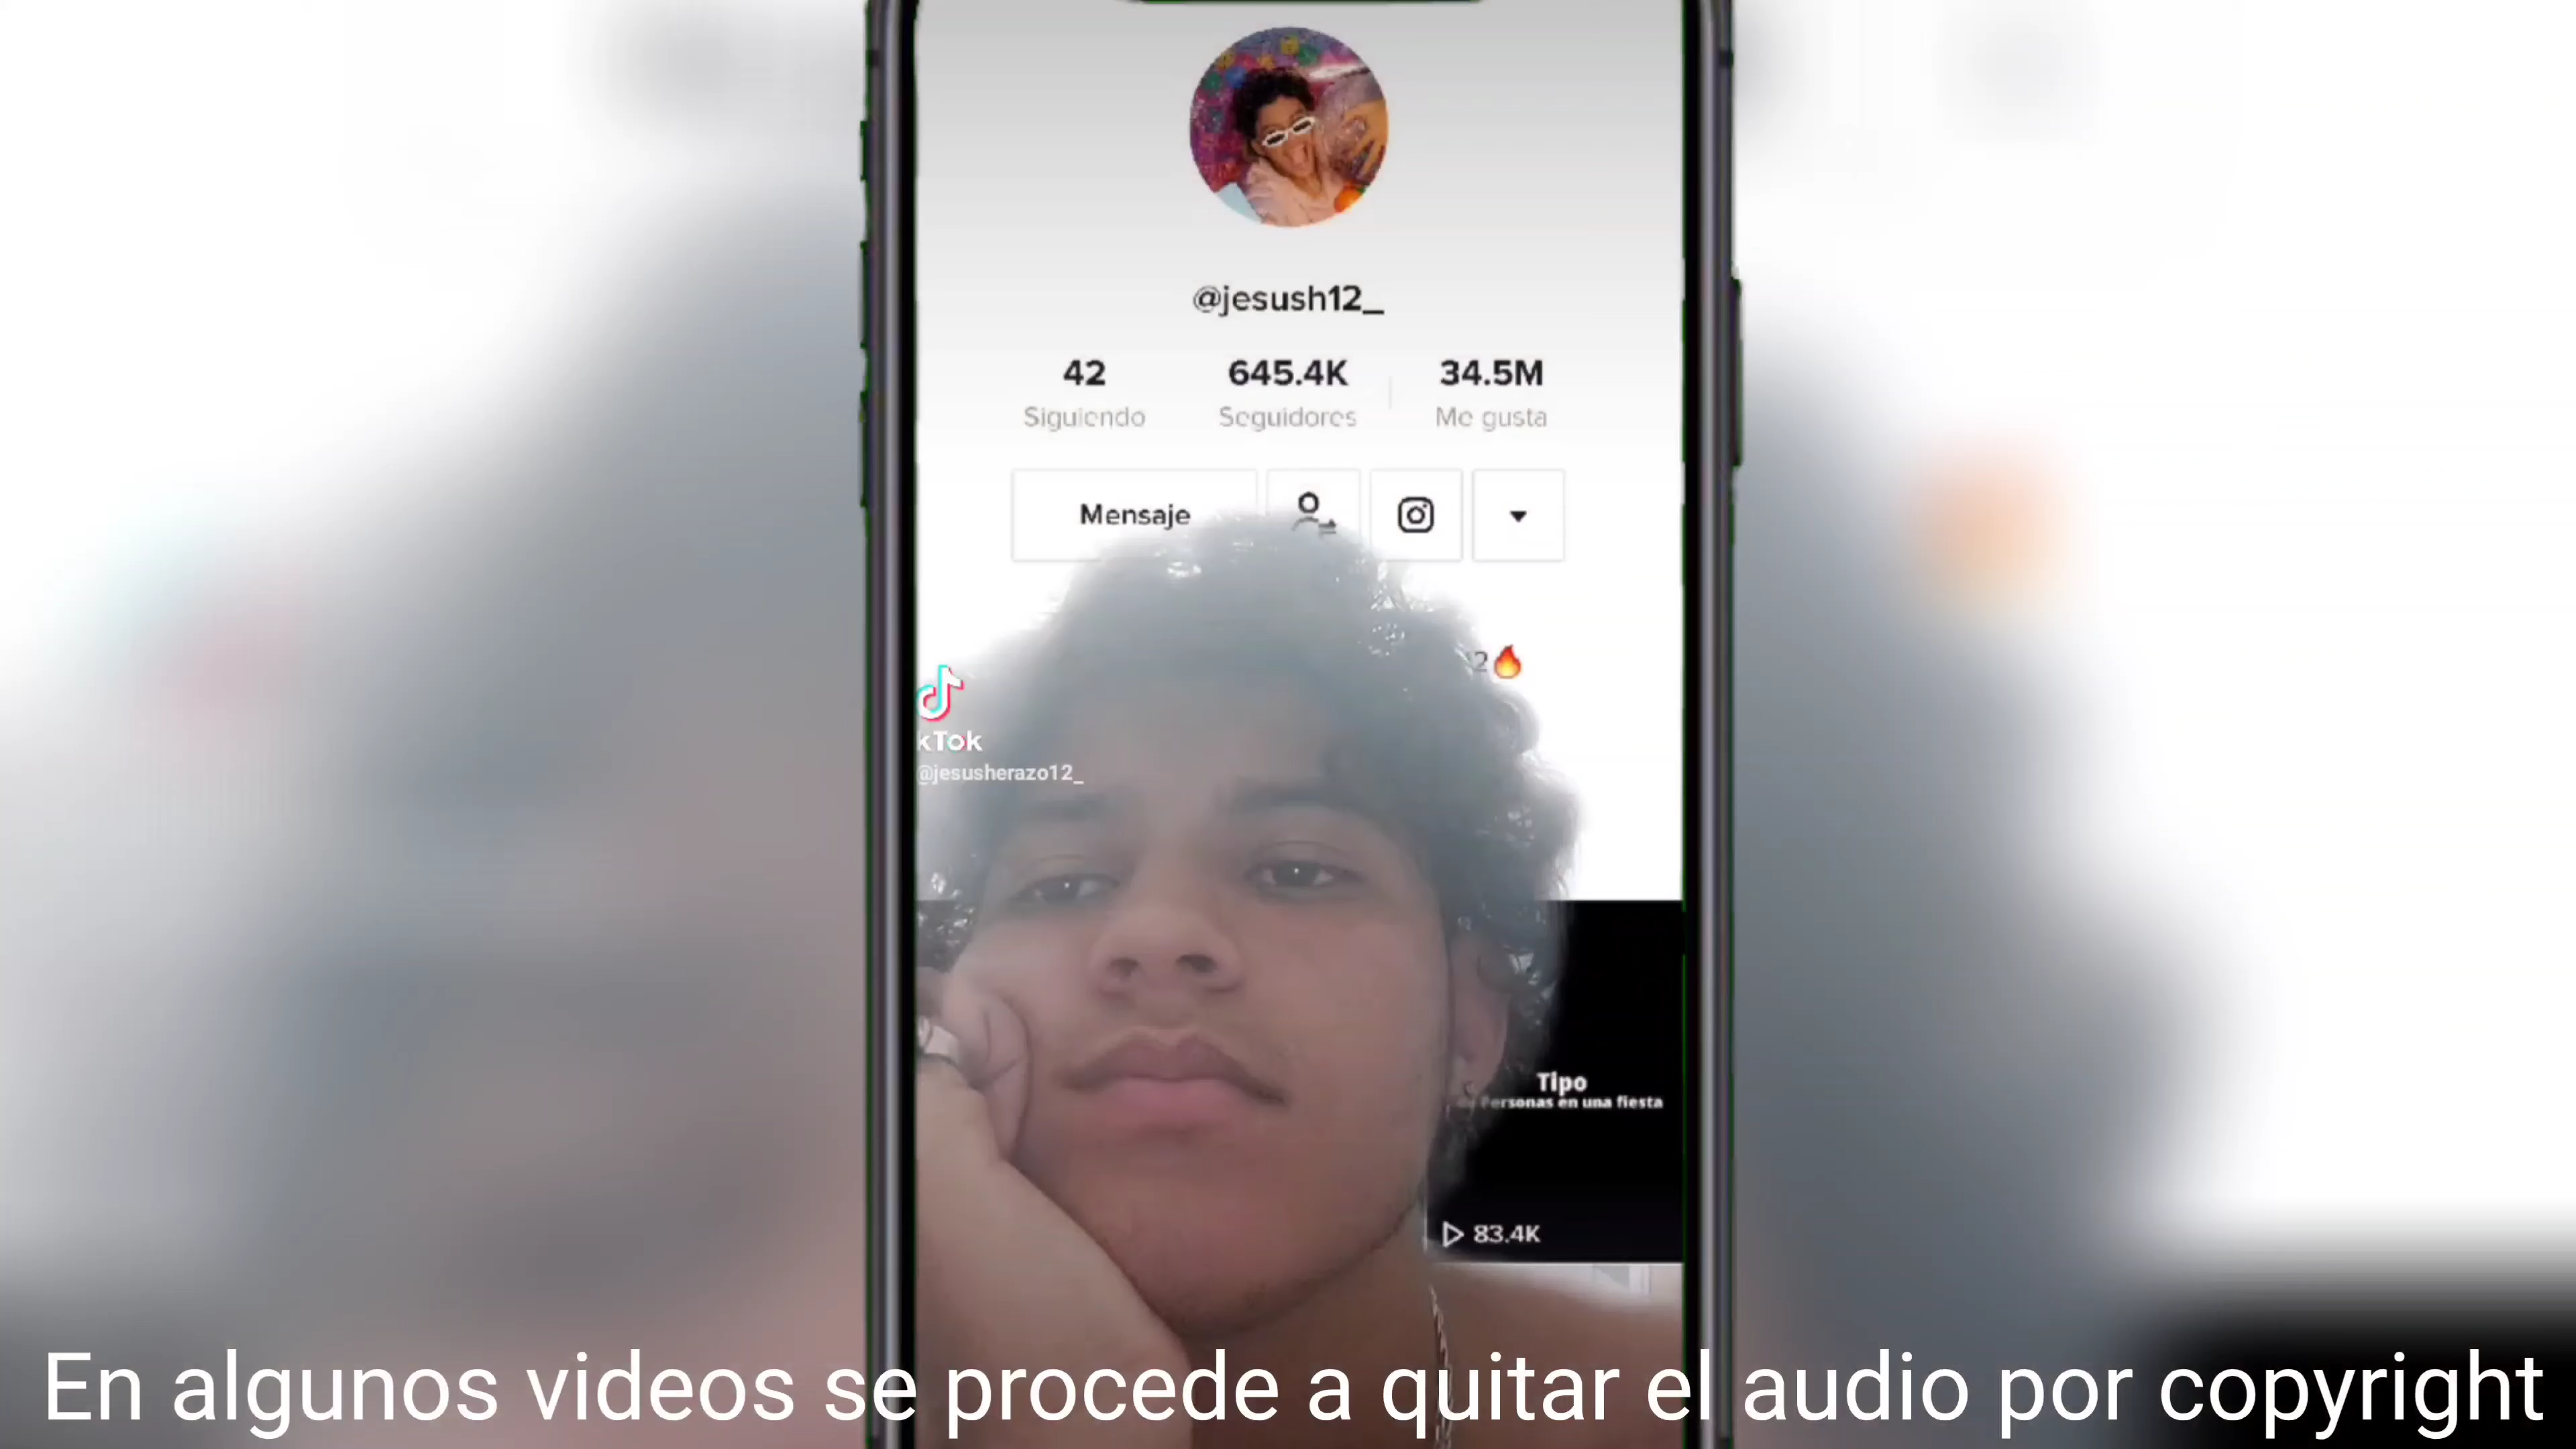 @jesush12_
42
645.4K
34.5M
Siguiendo
Seguidores
Me gusta
Mensaje
2🔥
kTok
@jesusherazo12_
Tipo
Personas en una fiesta
83.4K
En algunos videos se procede a quitar el audio por copyright